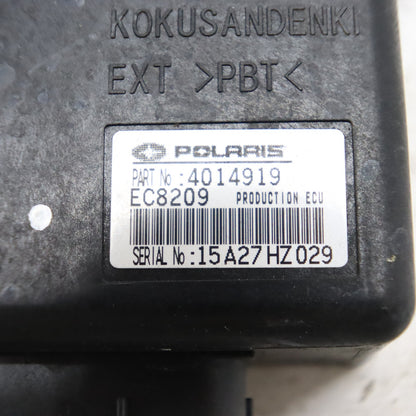 KOKUSANDENKI
EXT >PBT<
POLARIS
PART No :4014919
EC8209 PRODUCTION ECU
SERIAL No :15A27HZ029